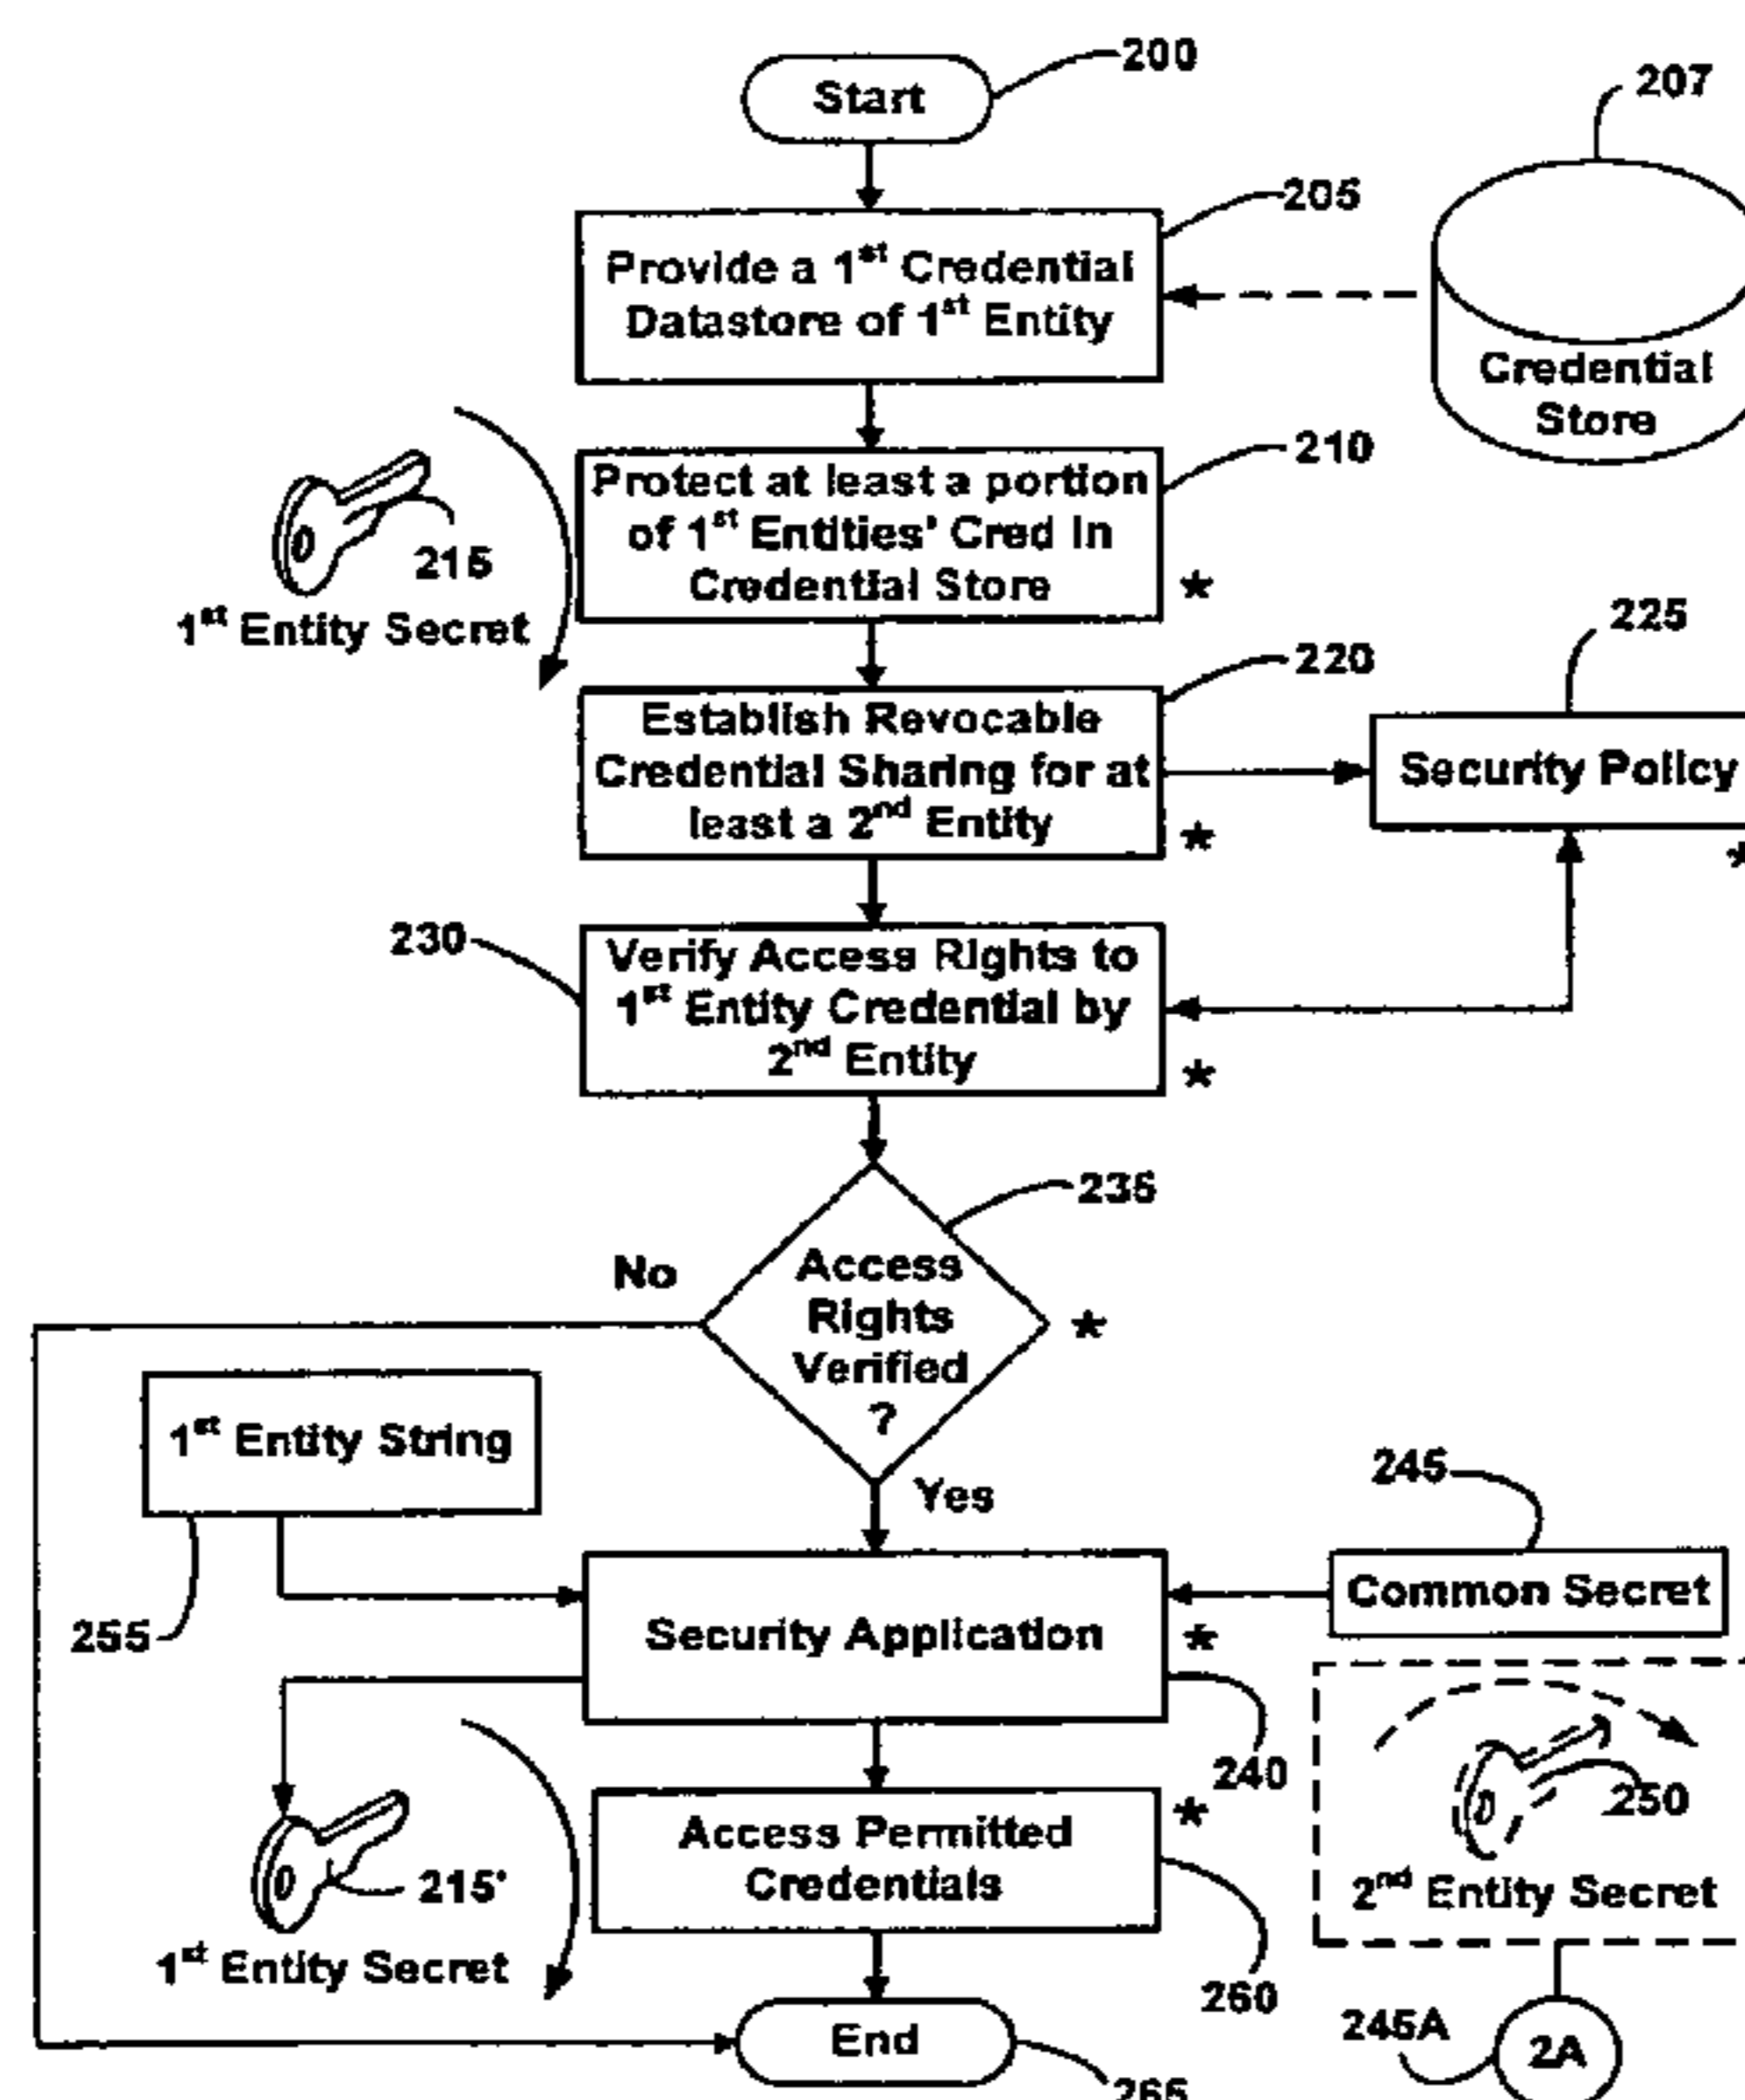 200
Start
207
205
Provide a 1st Credential
Datastore of 1st Entity
Credential
Store
210
Protect at least a portion
of 1st Entities' Cred in
Credential Store
*
215
1st Entity Secret
220
225
Establish Revocable
Credential Sharing for at
least a 2nd Entity
*
Security Policy
*
230
Verify Access Rights to
1st Entity Credential by
2nd Entity
*
235
No
Access
Rights
Verified
?
*
Yes
1st Entity String
255
245
Common Secret
Security Application
*
240
250
2nd Entity Secret
Access Permitted
Credentials
*
215'
1st Entity Secret
260
End
265
245A
2A